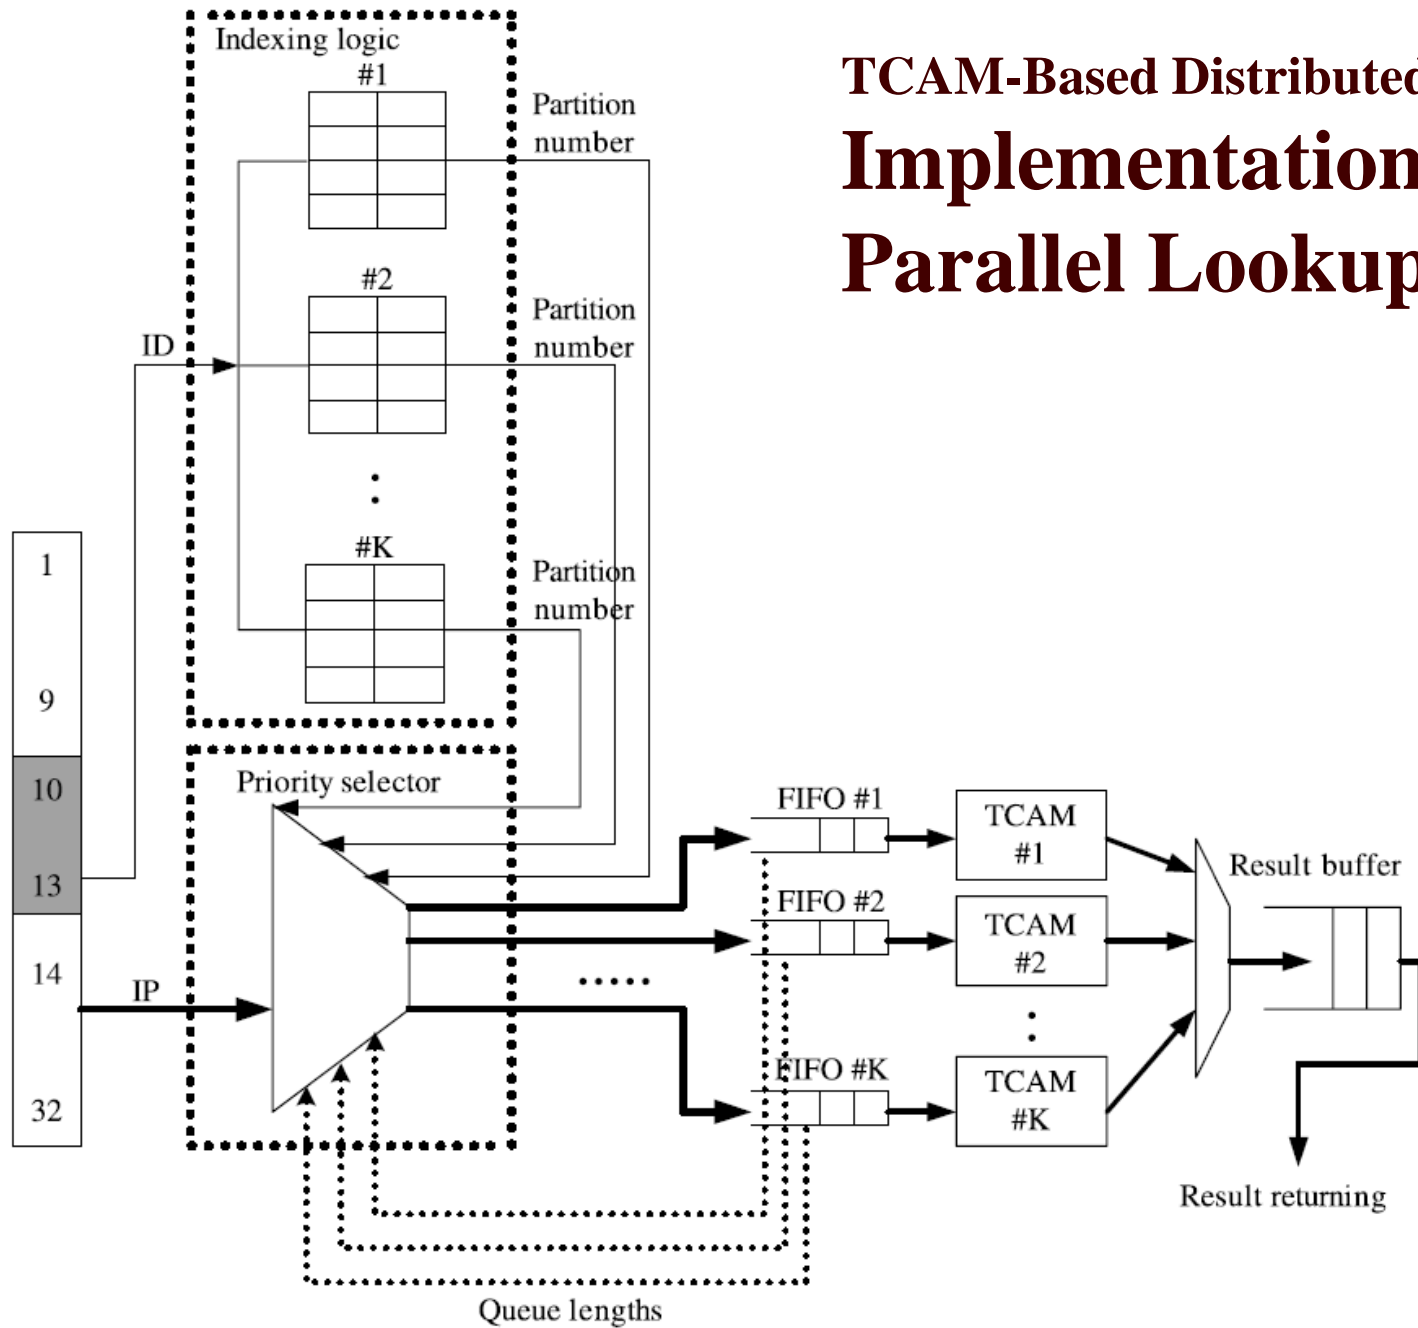 TCAM-Based Distributed
Implementation
Parallel Lookup
Indexing logic
#1
Partition
number
#2
Partition
number
ID
#K
Partition
number
1
9
10
13
14
32
IP
Priority selector
FIFO #1
FIFO #2
.....
FIFO #K
TCAM
#1
TCAM
#2
TCAM
#K
Result buffer
Result returning
Queue lengths